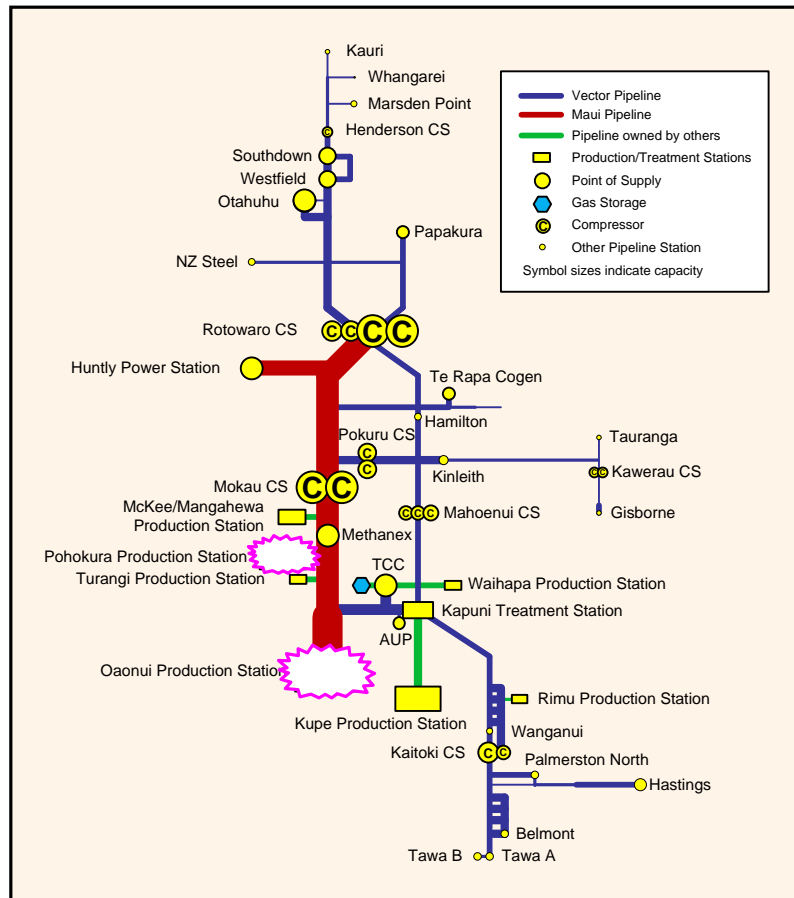 Kauri
Whangarei
Marsden Point
Henderson CS
Southdown
Westfield
Otahuhu
Papakura
NZ Steel
Rotowaro CS
C C C C
Huntly Power Station
Te Rapa Cogen
Hamilton
Pokuru CS
C
C
Tauranga
Kinleith
Kawerau CS
C C
Mokau CS
C C
Gisborne
McKee/Mangahewa
Production Station
Mahoenui CS
C C C
Methanex
Pohokura Production Station
TCC
Turangi Production Station
Waihapa Production Station
Kapuni Treatment Station
AUP
Oaonui Production Station
Rimu Production Station
Kupe Production Station
Wanganui
Kaitoki CS
C C
Palmerston North
Hastings
Belmont
Tawa B
Tawa A
Vector Pipeline
Maui Pipeline
Pipeline owned by others
Production/Treatment Stations
Point of Supply
Gas Storage
C
Compressor
Other Pipeline Station
Symbol sizes indicate capacity